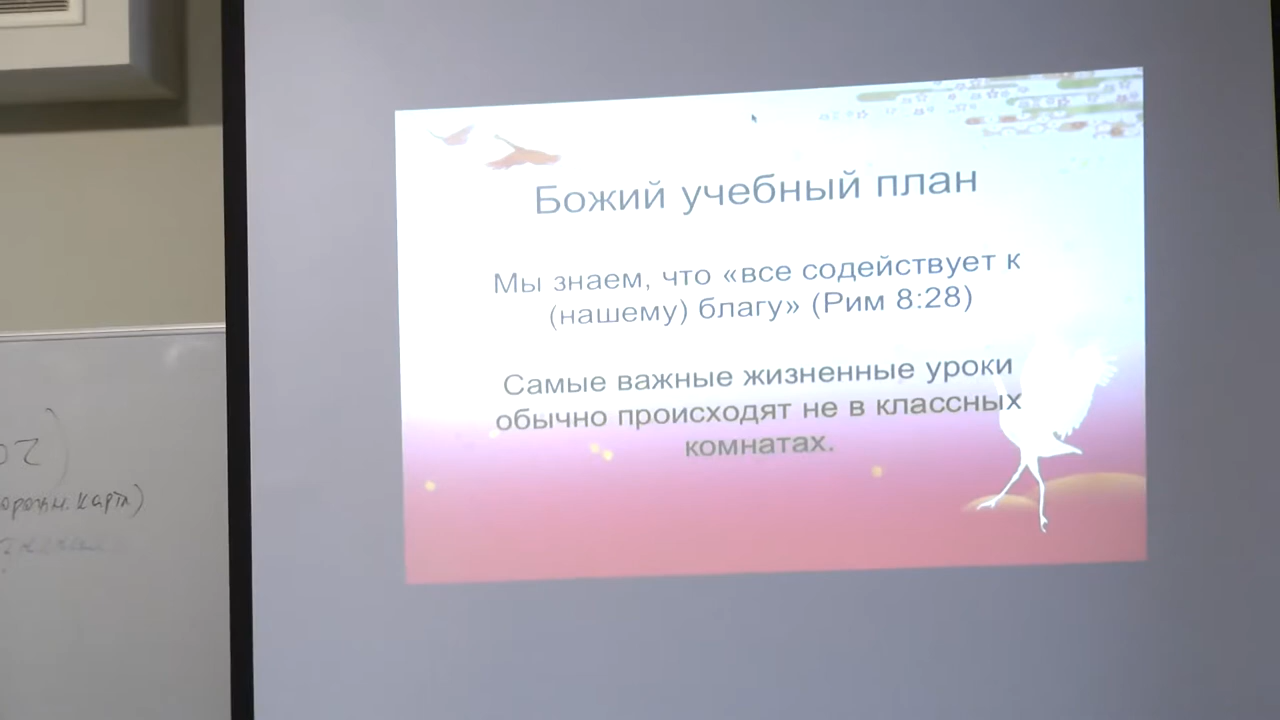 Божий учебный план
Мы знаем, что «все содействует к
(нашему) благу» (Рим 8:28)
Самые важные жизненные уроки
обычно происходят не в классных
комнатах.
карта)